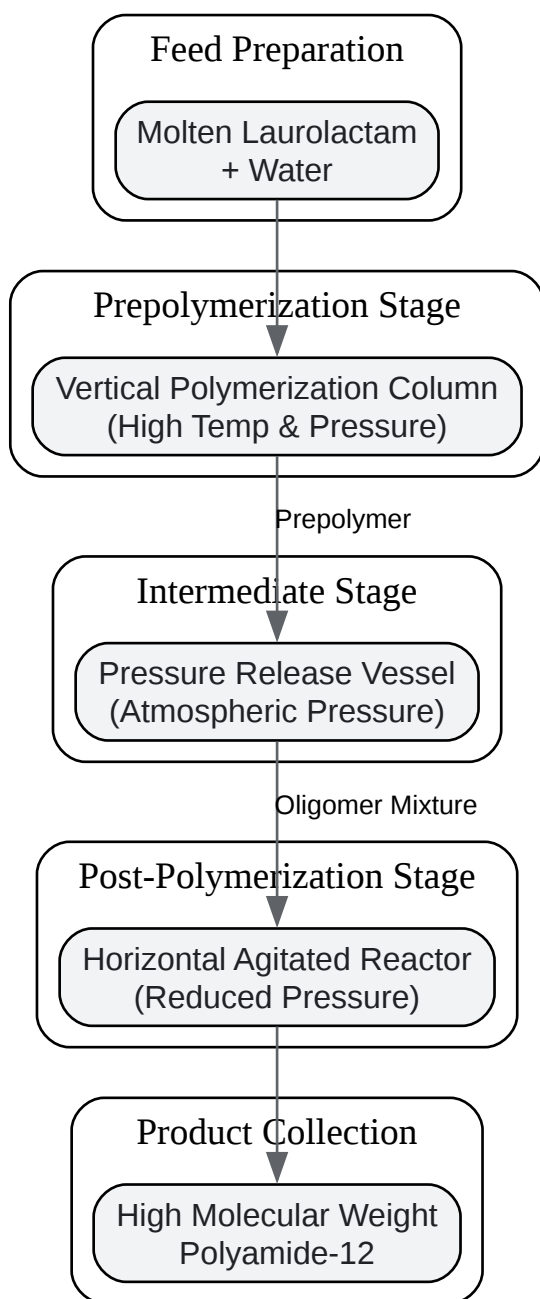 Feed Preparation
Molten Laurolactam
+ Water
Prepolymerization Stage
Vertical Polymerization Column
(High Temp & Pressure)
Prepolymer
Intermediate Stage
Pressure Release Vessel
(Atmospheric Pressure)
Oligomer Mixture
Post-Polymerization Stage
Horizontal Agitated Reactor
(Reduced Pressure)
Product Collection
High Molecular Weight
Polyamide-12